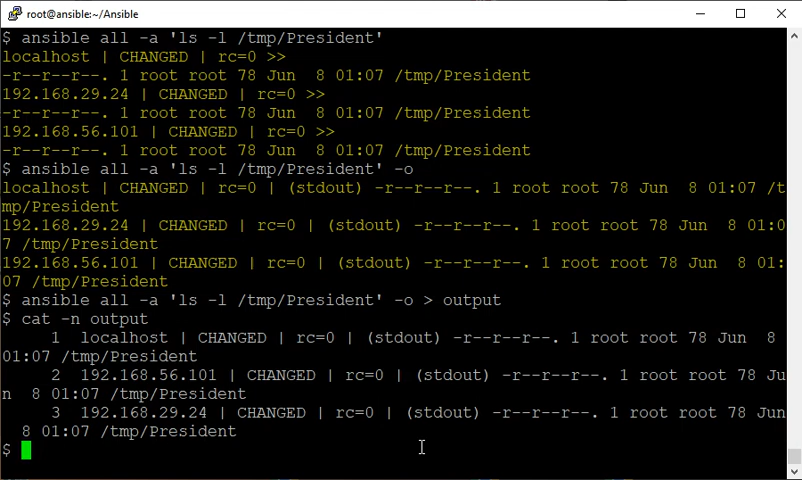 root@ansible:~/Ansible
$ ansible all -a 'ls -l /tmp/President'
localhost | CHANGED | rc=0 >>
-r--r--r--. 1 root root 78 Jun  8 01:07 /tmp/President
192.168.29.24 | CHANGED | rc=0 >>
-r--r--r--. 1 root root 78 Jun  8 01:07 /tmp/President
192.168.56.101 | CHANGED | rc=0 >>
-r--r--r--. 1 root root 78 Jun  8 01:07 /tmp/President
$ ansible all -a 'ls -l /tmp/President' -o
localhost | CHANGED | rc=0 | (stdout) -r--r--r--. 1 root root 78 Jun  8 01:07 /t
mp/President
192.168.29.24 | CHANGED | rc=0 | (stdout) -r--r--r--. 1 root root 78 Jun  8 01:0
7 /tmp/President
192.168.56.101 | CHANGED | rc=0 | (stdout) -r--r--r--. 1 root root 78 Jun  8 01:
07 /tmp/President
$ ansible all -a 'ls -l /tmp/President' -o > output
$ cat -n output
     1  localhost | CHANGED | rc=0 | (stdout) -r--r--r--. 1 root root 78 Jun  8
01:07 /tmp/President
     2  192.168.56.101 | CHANGED | rc=0 | (stdout) -r--r--r--. 1 root root 78 Ju
n  8 01:07 /tmp/President
     3  192.168.29.24 | CHANGED | rc=0 | (stdout) -r--r--r--. 1 root root 78 Jun
  8 01:07 /tmp/President
$